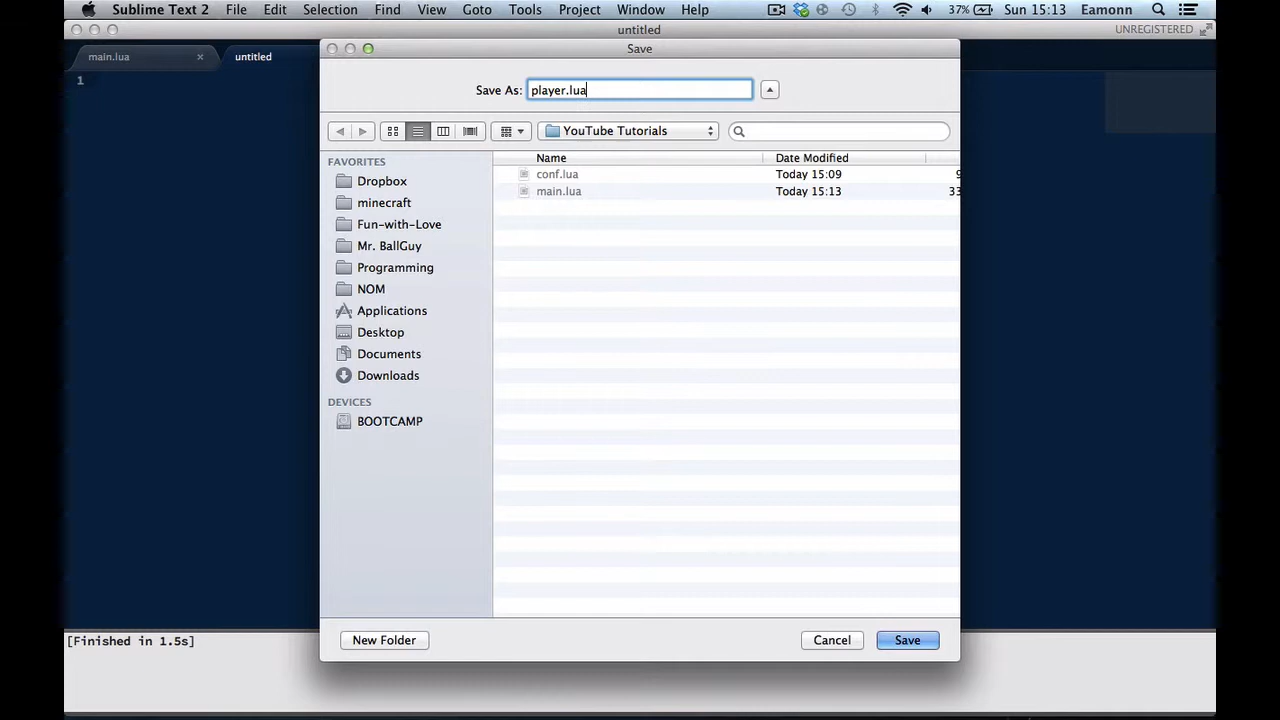 Sublime Text 2 File Edit Selection Find View Goto Tools Project Window Help 37% Sun 15:13 Eamonn
untitled
UNREGISTERED
main.lua
untitled
1
Save
Save As: player.lua
YouTube Tutorials
FAVORITES
Dropbox
minecraft
Fun-with-Love
Mr. BallGuy
Programming
NOM
Applications
Desktop
Documents
Downloads
DEVICES
BOOTCAMP
Name Date Modified
conf.lua Today 15:09 9
main.lua Today 15:13 33
New Folder Cancel Save
[Finished in 1.5s]